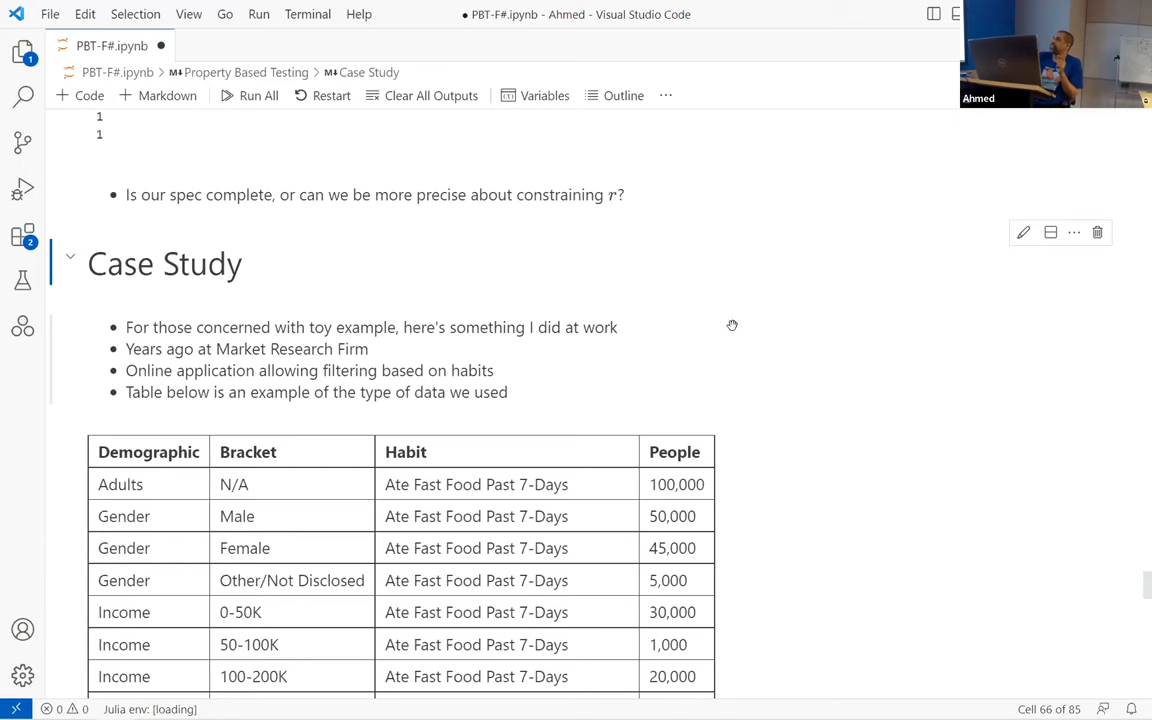 File Edit Selection View Go Run Terminal Help
● PBT-F#.ipynb - Ahmed - Visual Studio Code
PBT-F#.ipynb ●
PBT-F#.ipynb > M↓ Property Based Testing > M↓ Case Study
+ Code + Markdown Run All Restart Clear All Outputs Variables Outline ...
Ahmed
1
1
1
• Is our spec complete, or can we be more precise about constraining r?
Case Study
• For those concerned with toy example, here's something I did at work
• Years ago at Market Research Firm
• Online application allowing filtering based on habits
• Table below is an example of the type of data we used
Demographic Bracket Habit People
Adults N/A Ate Fast Food Past 7-Days 100,000
Gender Male Ate Fast Food Past 7-Days 50,000
Gender Female Ate Fast Food Past 7-Days 45,000
Gender Other/Not Disclosed Ate Fast Food Past 7-Days 5,000
Income 0-50K Ate Fast Food Past 7-Days 30,000
Income 50-100K Ate Fast Food Past 7-Days 1,000
Income 100-200K Ate Fast Food Past 7-Days 20,000
2
0 0 Julia env: [loading] Cell 66 of 85